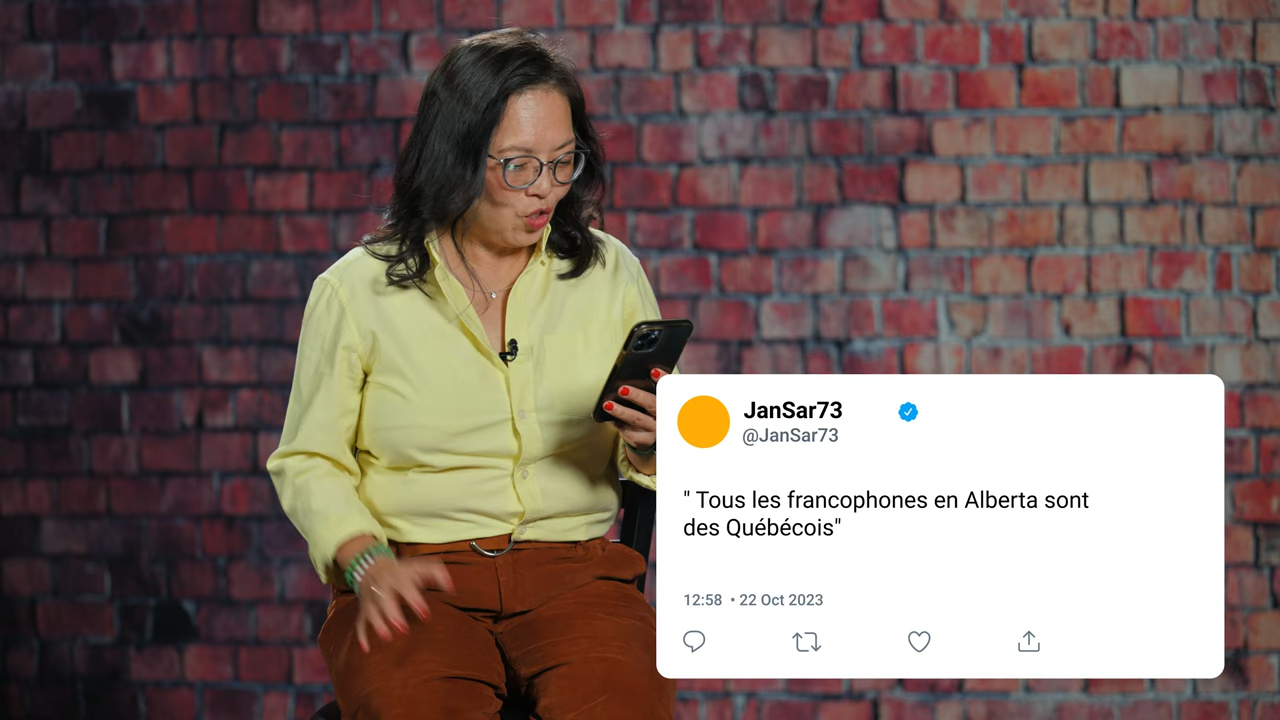 JanSar73
@JanSar73
" Tous les francophones en Alberta sont
des Québécois"
12:58 • 22 Oct 2023